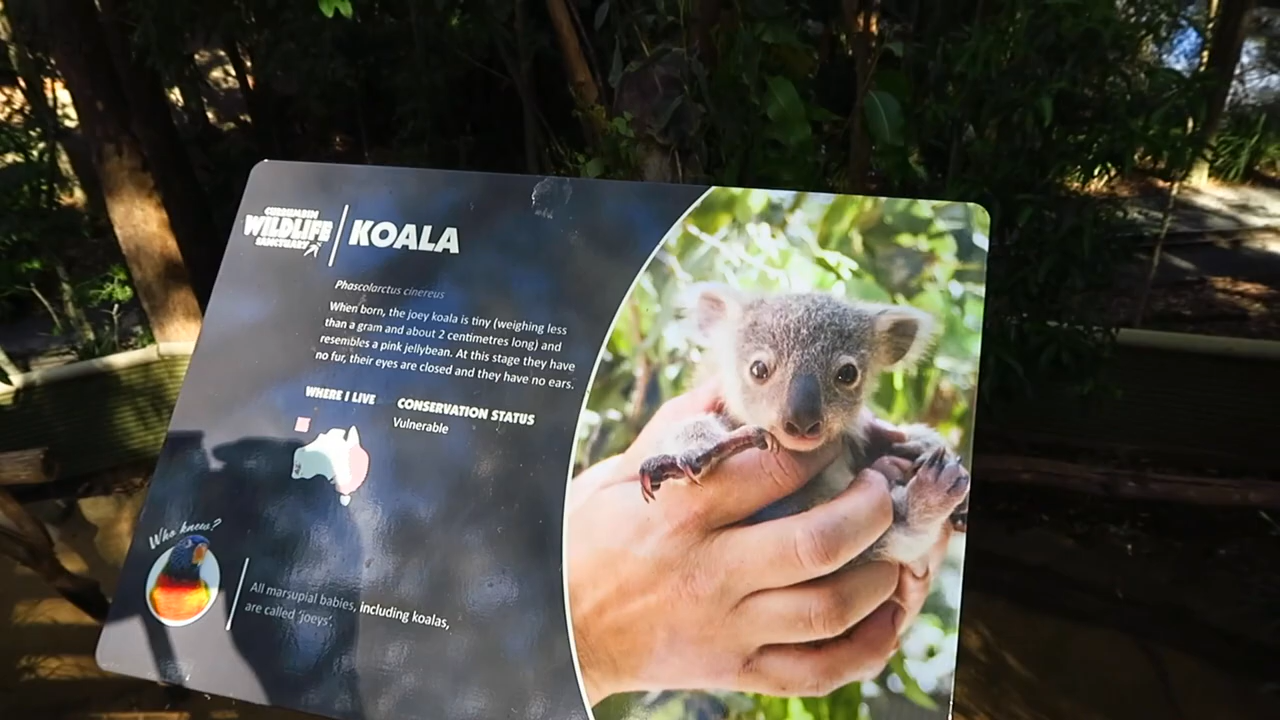 CURRUMBIN
WILDLIFE
SANCTUARY
KOALA
Phascolarctus cinereus
When born, the joey koala is tiny (weighing less
than a gram and about 2 centimetres long) and
resembles a pink jellybean. At this stage they have
no fur, their eyes are closed and they have no ears.
WHERE I LIVE
CONSERVATION STATUS
Vulnerable
Who knew?
All marsupial babies, including koalas,
are called 'joeys'.